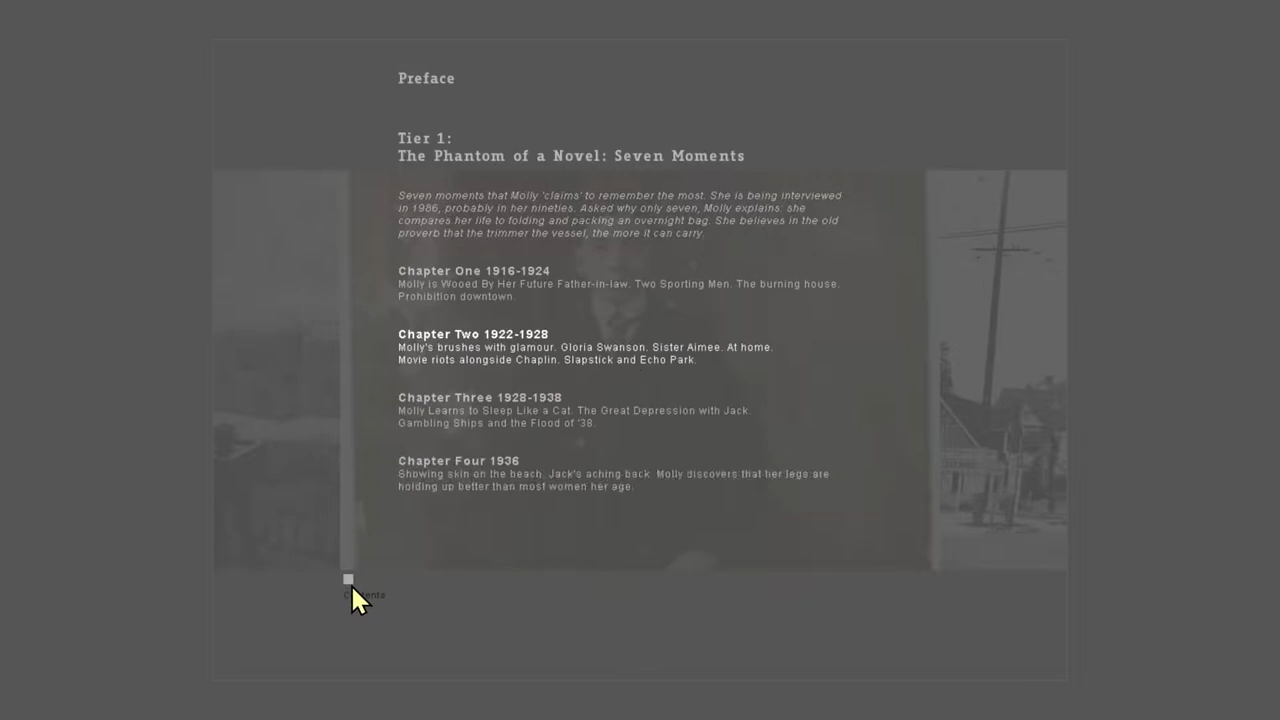 Preface
Tier 1:
The Phantom of a Novel: Seven Moments
Seven moments that Molly 'claims' to remember the most. She is being interviewed
in 1986, probably in her nineties. Asked why only seven, Molly explains: she
compares her life to folding and packing an overnight bag. She believes in the old
proverb that the trimmer the vessel, the more it can carry.
Chapter One 1916-1924
Molly is Wooed By Her Future Father-in-law. Two Sporting Men. The burning house.
Prohibition downtown.
Chapter Two 1922-1928
Molly's brushes with glamour. Gloria Swanson. Sister Aimee. At home.
Movie riots alongside Chaplin. Slapstick and Echo Park.
Chapter Three 1928-1938
Molly Learns to Sleep Like a Cat. The Great Depression with Jack.
Gambling Ships and the Flood of '38.
Chapter Four 1936
Showing skin on the beach. Jack's aching back. Molly discovers that her legs are
holding up better than most women her age.